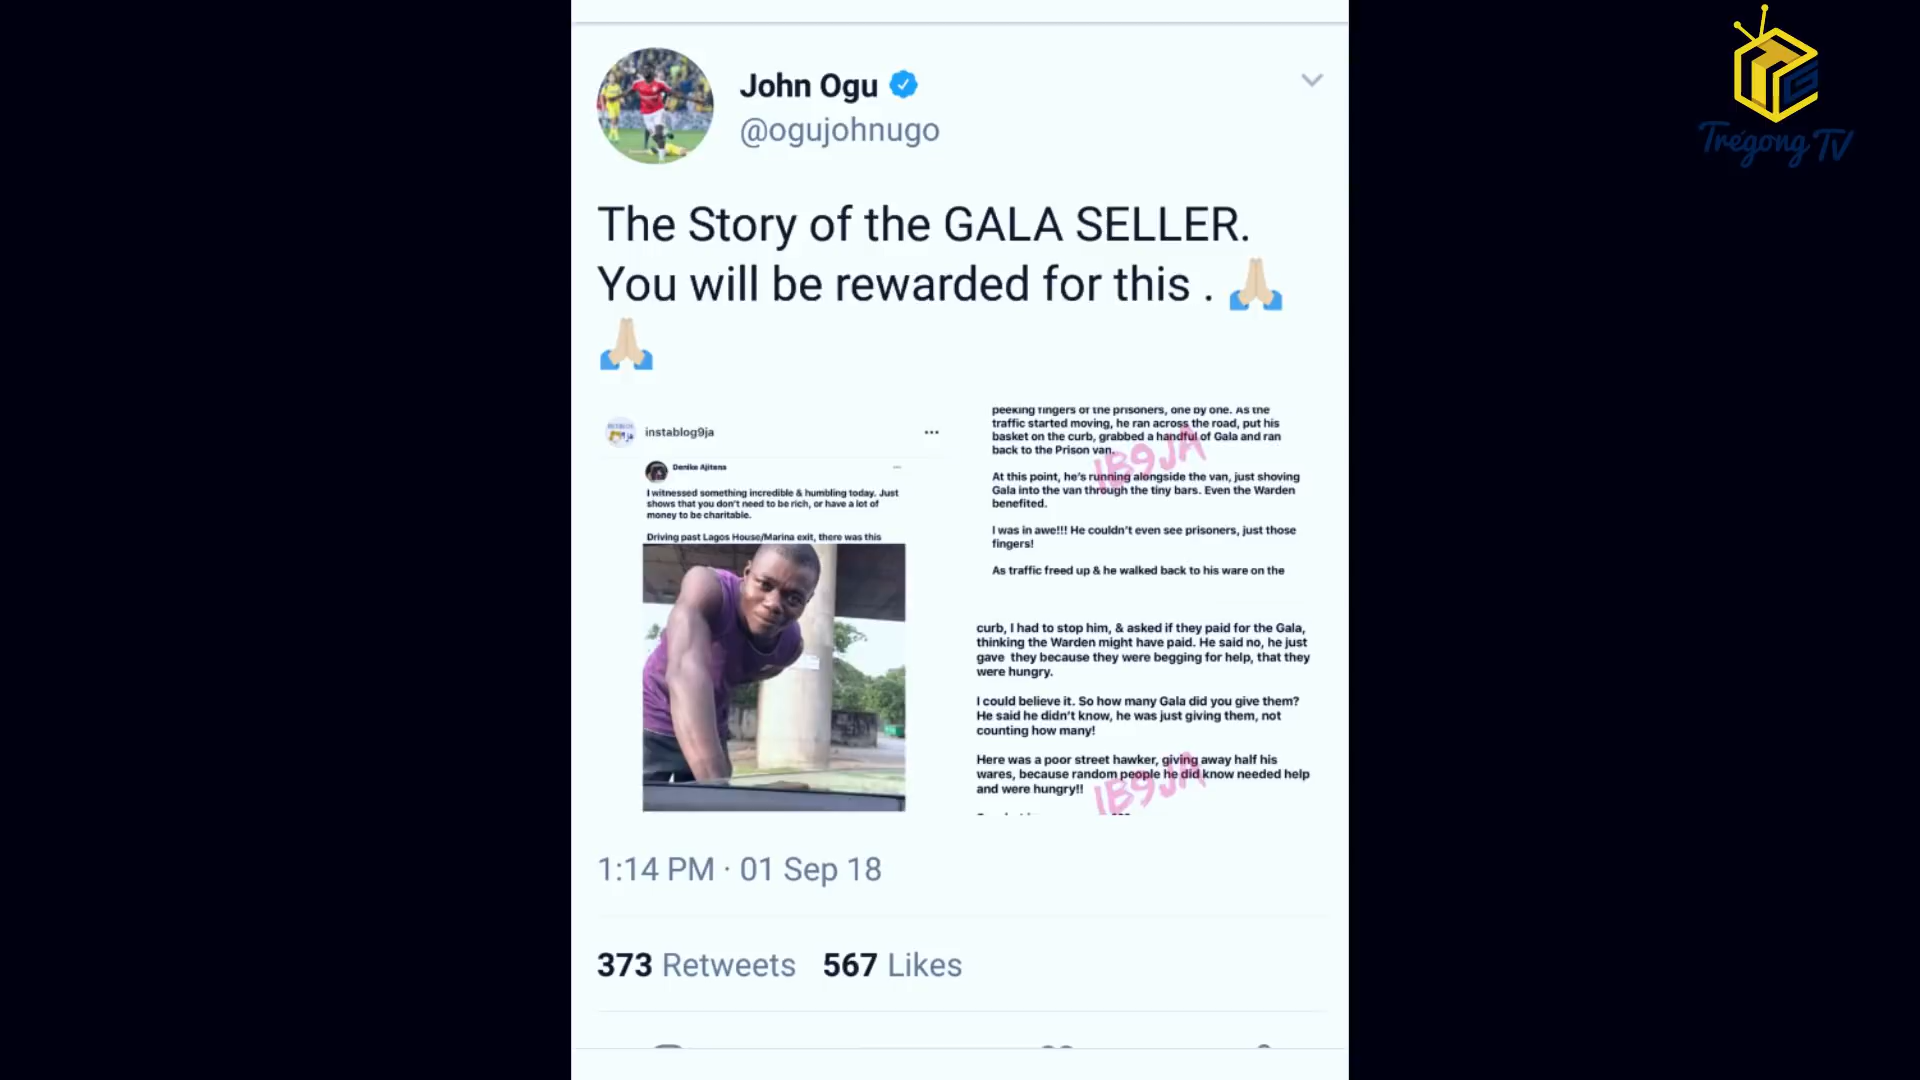 John Ogu
@ogujohnugo
The Story of the GALA SELLER.
You will be rewarded for this .
instablog9ja
Denike Ajitena
I witnessed something incredible & humbling today. Just
shows that you don't need to be rich, or have a lot of
money to be charitable.
Driving past Lagos House/Marina exit, there was this
peeking fingers of the prisoners, one by one. As the
traffic started moving, he ran across the road, put his
basket on the curb, grabbed a handful of Gala and ran
back to the Prison van.
IB9JA
At this point, he's running alongside the van, just shoving
Gala into the van through the tiny bars. Even the Warden
benefited.
I was in awe!!! He couldn't even see prisoners, just those
fingers!
As traffic freed up & he walked back to his ware on the
curb, I had to stop him, & asked if they paid for the Gala,
thinking the Warden might have paid. He said no, he just
gave they because they were begging for help, that they
were hungry.
I could believe it. So how many Gala did you give them?
He said he didn't know, he was just giving them, not
counting how many!
Here was a poor street hawker, giving away half his
wares, because random people he did know needed help
and were hungry!!
IB9JA
1:14 PM · 01 Sep 18
373 Retweets 567 Likes
Trégong TV